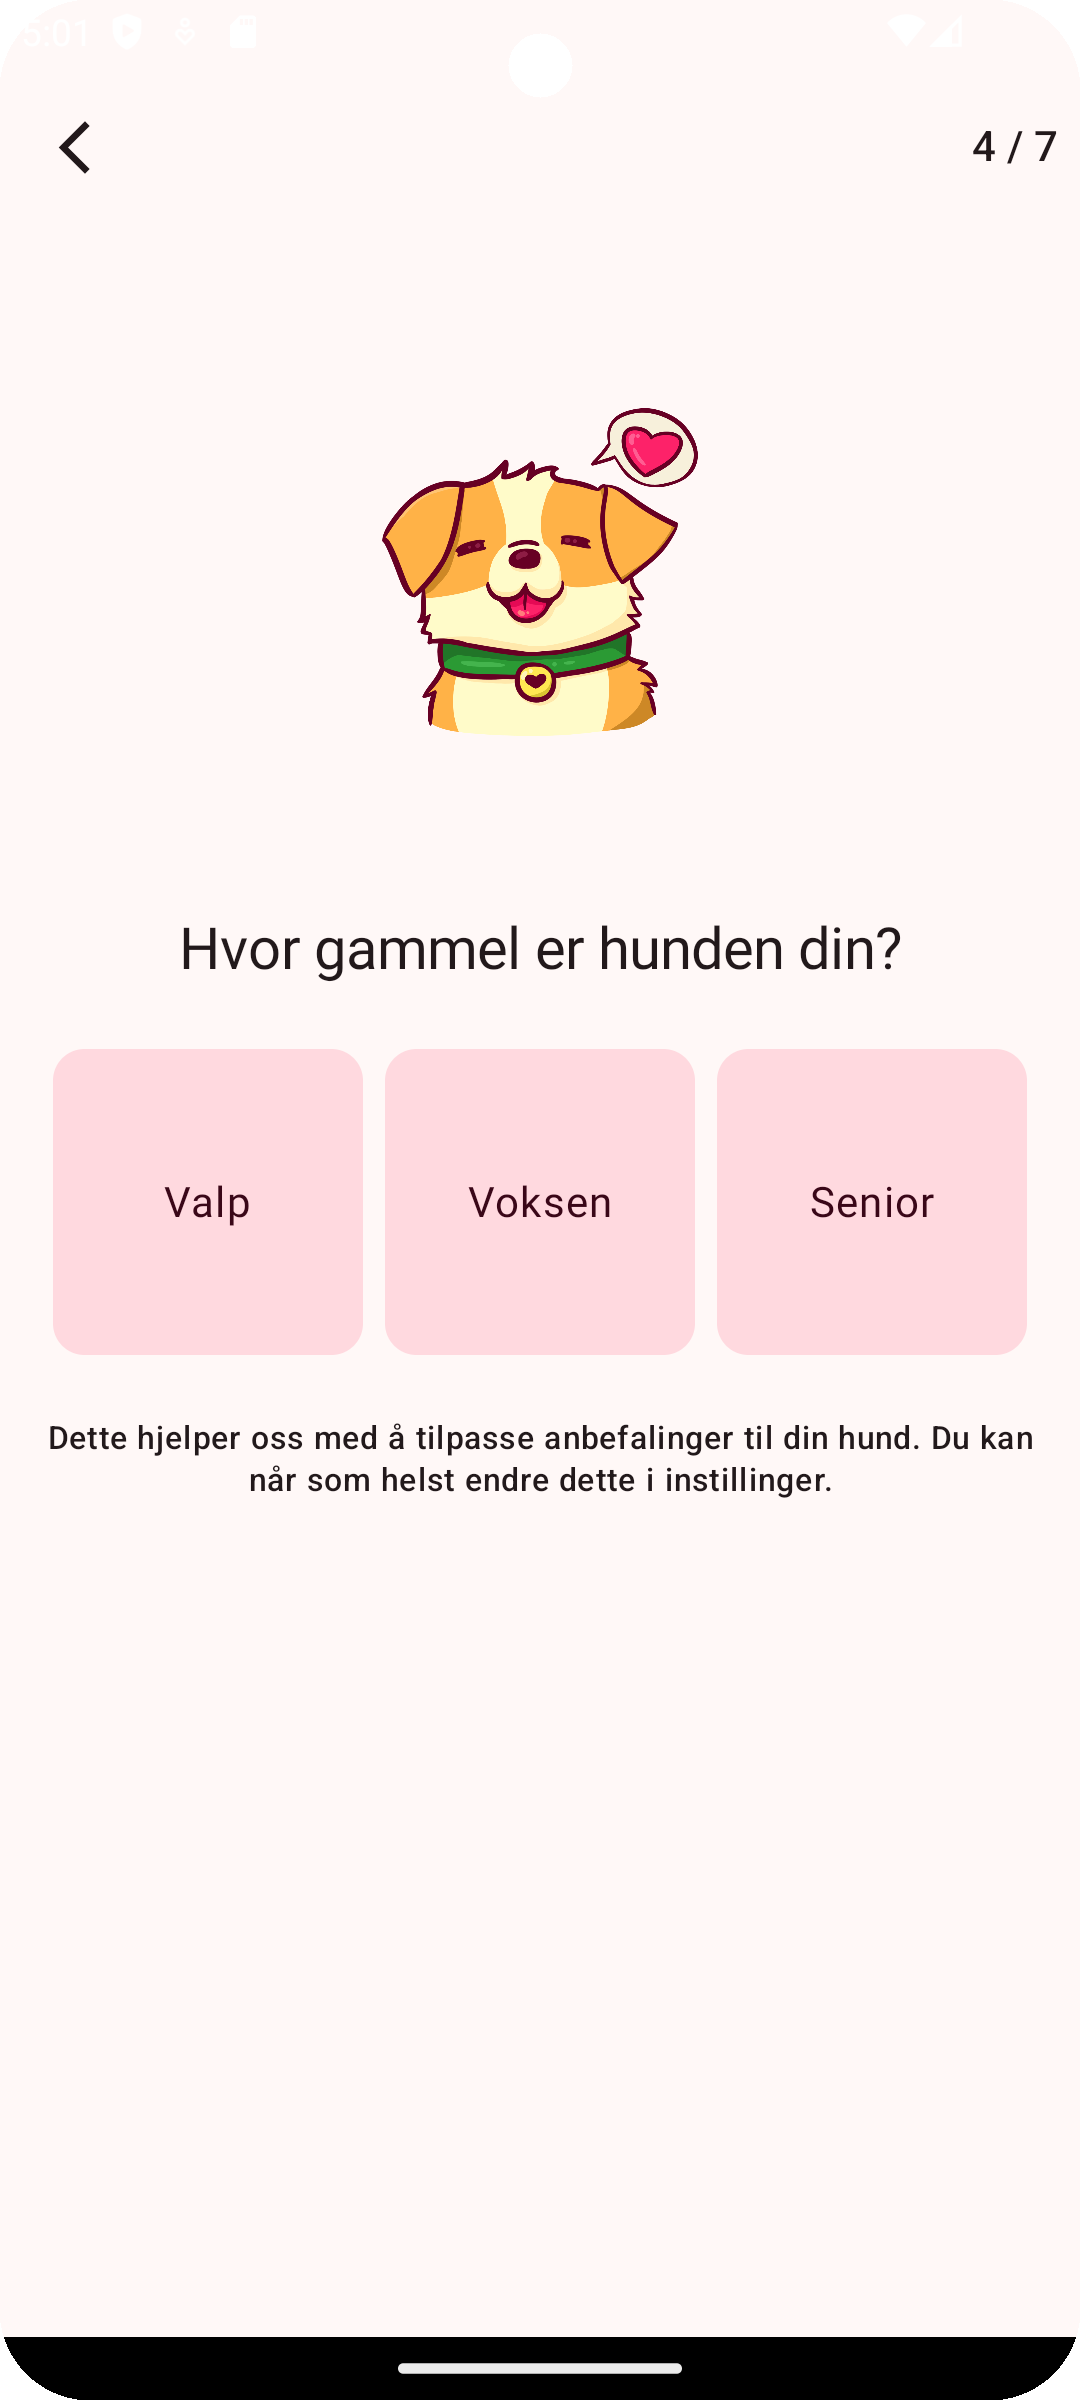 5:01
4 / 7
Hvor gammel er hunden din?
Valp
Voksen
Senior
Dette hjelper oss med å tilpasse anbefalinger til din hund. Du kan
når som helst endre dette i instillinger.